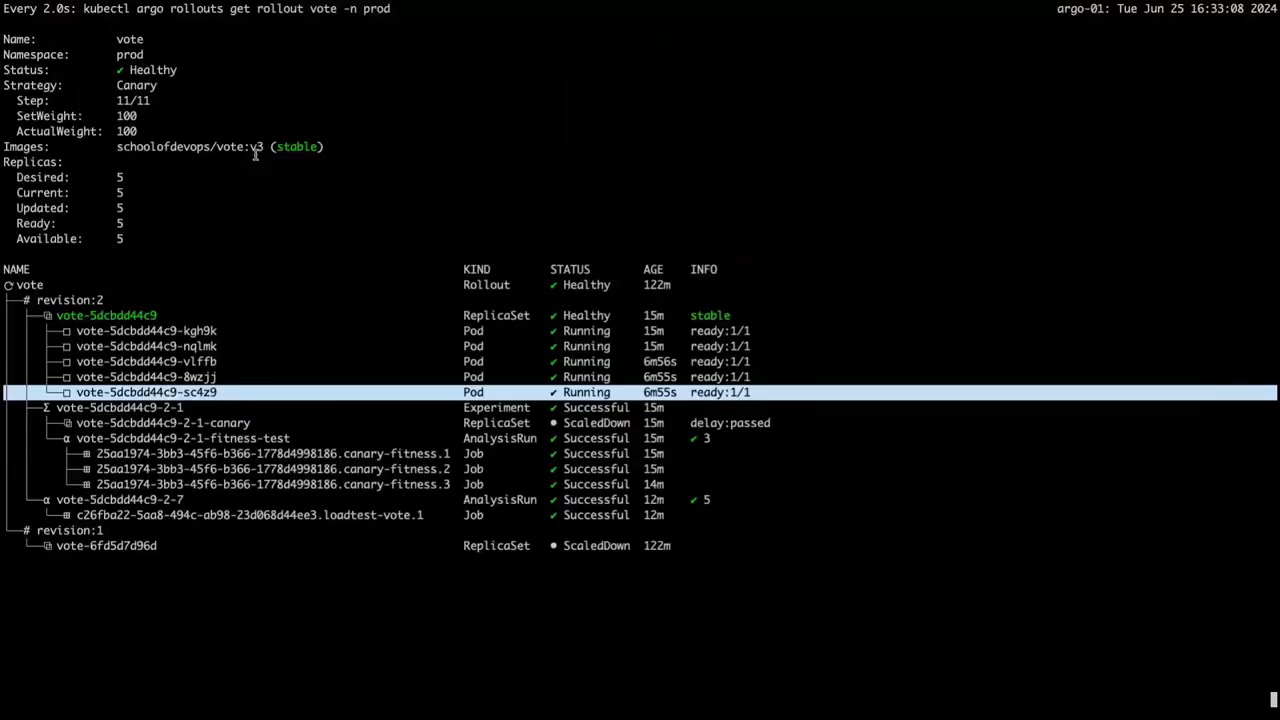 Every 2.0s: kubectl argo rollouts get rollout vote -n prod argo-01: Tue Jun 25 16:33:08 2024
Name: vote
Namespace: prod
Status: ✔ Healthy
Strategy: Canary
Step: 11/11
SetWeight: 100
ActualWeight: 100
Images: schoolofdevops/vote:v3 (stable)
Replicas:
Desired: 5
Current: 5
Updated: 5
Ready: 5
Available: 5
NAME KIND STATUS AGE INFO
⟳ vote Rollout ✔ Healthy 122m
├──# revision:2
│  ├──⧉ vote-5dcbdd44c9 ReplicaSet ✔ Healthy 15m stable
│  │  ├──□ vote-5dcbdd44c9-kgh9k Pod ✔ Running 15m ready:1/1
│  │  ├──□ vote-5dcbdd44c9-nqlmk Pod ✔ Running 15m ready:1/1
│  │  ├──□ vote-5dcbdd44c9-vlffb Pod ✔ Running 6m56s ready:1/1
│  │  ├──□ vote-5dcbdd44c9-8wzjj Pod ✔ Running 6m55s ready:1/1
│  │  └──□ vote-5dcbdd44c9-sc4z9 Pod ✔ Running 6m55s ready:1/1
│  ├──Σ vote-5dcbdd44c9-2-1 Experiment ✔ Successful 15m
│  │  ├──⧉ vote-5dcbdd44c9-2-1-canary ReplicaSet • ScaledDown 15m delay:passed
│  │  └──α vote-5dcbdd44c9-2-1-fitness-test AnalysisRun ✔ Successful 15m ✔ 3
│  │     ├──⊞ 25aa1974-3bb3-45f6-b366-1778d4998186.canary-fitness.1 Job ✔ Successful 15m
│  │     ├──⊞ 25aa1974-3bb3-45f6-b366-1778d4998186.canary-fitness.2 Job ✔ Successful 15m
│  │     └──⊞ 25aa1974-3bb3-45f6-b366-1778d4998186.canary-fitness.3 Job ✔ Successful 14m
│  └──α vote-5dcbdd44c9-2-7 AnalysisRun ✔ Successful 12m ✔ 5
│     └──⊞ c26fba22-5aa8-494c-ab98-23d068d44ee3.loadtest-vote.1 Job ✔ Successful 12m
└──# revision:1
   └──⧉ vote-6fd5d7d96d ReplicaSet • ScaledDown 122m